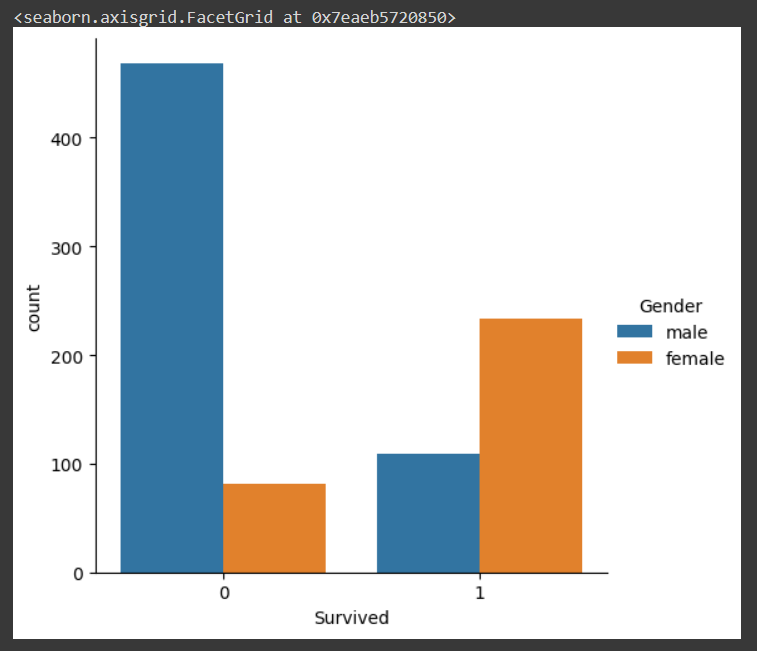 <seaborn.axisgrid.FacetGrid at 0x7eaeb5720850>
400
300
200
100
0
count
0 1
Survived
Gender
male
female